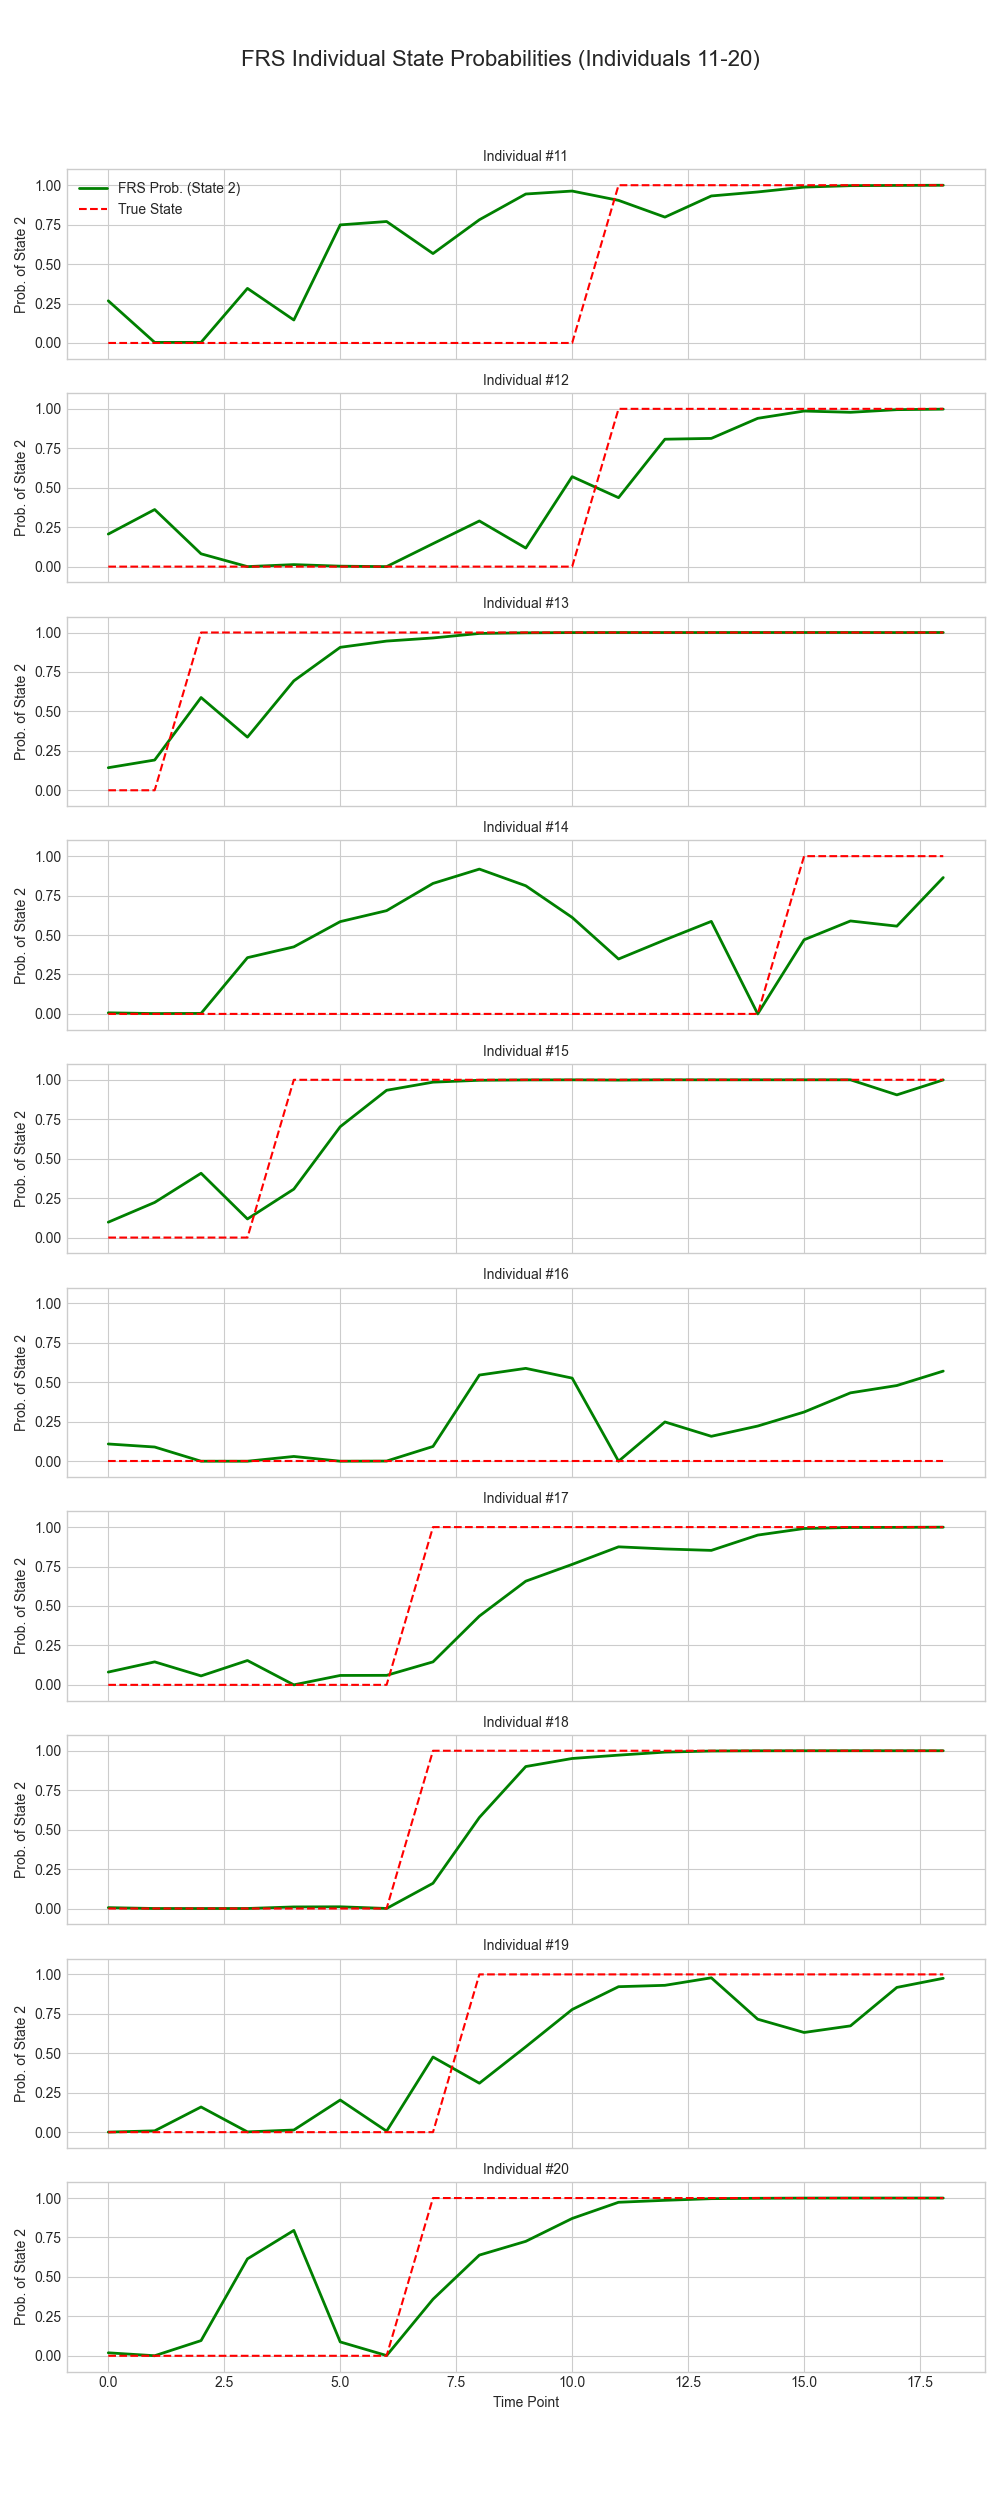 FRS Individual State Probabilities (Individuals 11-20)
Individual #11
FRS Prob. (State 2)
True State
Prob. of State 2
1.00
0.75
0.50
0.25
0.00
Individual #12
Prob. of State 2
1.00
0.75
0.50
0.25
0.00
Individual #13
Prob. of State 2
1.00
0.75
0.50
0.25
0.00
Individual #14
Prob. of State 2
1.00
0.75
0.50
0.25
0.00
Individual #15
Prob. of State 2
1.00
0.75
0.50
0.25
0.00
Individual #16
Prob. of State 2
1.00
0.75
0.50
0.25
0.00
Individual #17
Prob. of State 2
1.00
0.75
0.50
0.25
0.00
Individual #18
Prob. of State 2
1.00
0.75
0.50
0.25
0.00
Individual #19
Prob. of State 2
1.00
0.75
0.50
0.25
0.00
Individual #20
Prob. of State 2
1.00
0.75
0.50
0.25
0.00
0.0 2.5 5.0 7.5 10.0 12.5 15.0 17.5
Time Point